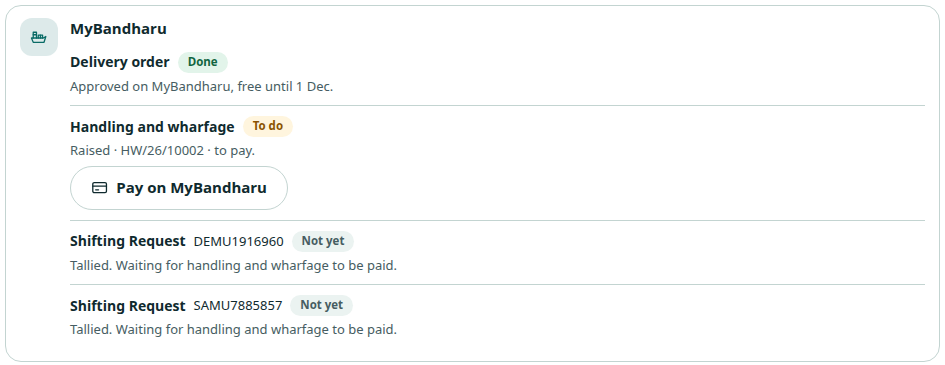 MyBandharu
Delivery order Done
Approved on MyBandharu, free until 1 Dec.
Handling and wharfage To do
Raised · HW/26/10002 · to pay.
Pay on MyBandharu
Shifting Request DEMU1916960 Not yet
Tallied. Waiting for handling and wharfage to be paid.
Shifting Request SAMU7885857 Not yet
Tallied. Waiting for handling and wharfage to be paid.